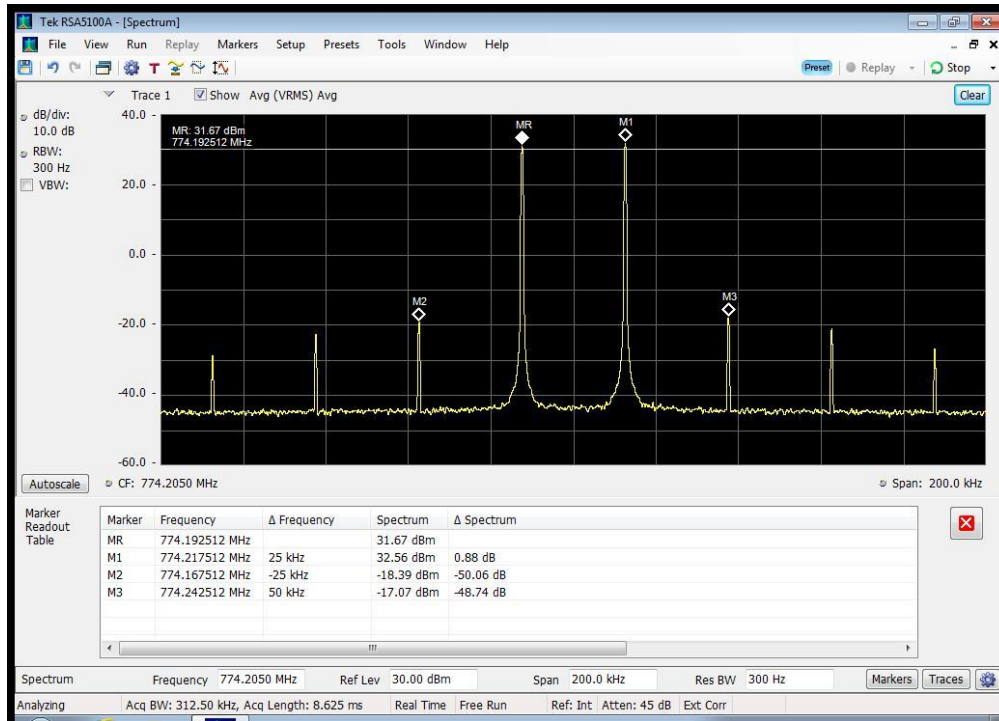 Tek RSA5100A - [Spectrum]
File View Run Replay Markers Setup Presets Tools Window Help
T Preset Replay Stop
Trace 1 Show Avg (VRMS) Avg Clear
dB/div:
10.0 dB
RBW:
300 Hz
VBW:
40.0
20.0
0.0
-20.0
-40.0
-60.0
MR: 31.67 dBm
774.192512 MHz
MR
M1
M2
M3
Autoscale CF: 774.2050 MHz Span: 200.0 kHz
Marker
Readout
Table
Marker Frequency Δ Frequency Spectrum Δ Spectrum
MR 774.192512 MHz 31.67 dBm
M1 774.217512 MHz 25 kHz 32.56 dBm 0.88 dB
M2 774.167512 MHz -25 kHz -18.39 dBm -50.06 dB
M3 774.242512 MHz 50 kHz -17.07 dBm -48.74 dB
Spectrum Frequency 774.2050 MHz Ref Lev 30.00 dBm Span 200.0 kHz Res BW 300 Hz Markers Traces
Analyzing Acq BW: 312.50 kHz, Acq Length: 8.625 ms Real Time Free Run Ref: Int Atten: 45 dB Ext Corr